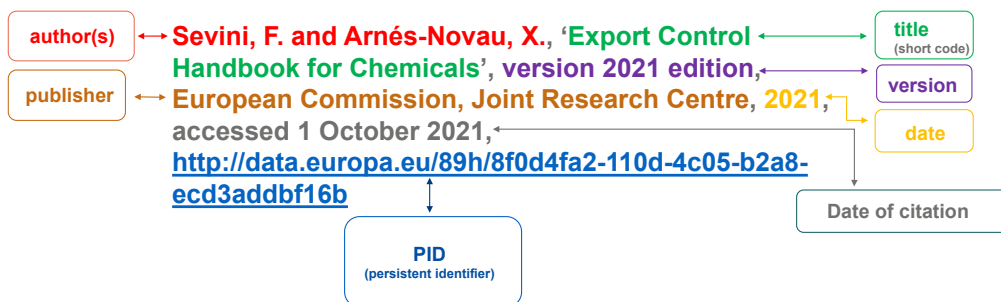 author(s)
Sevini, F. and Arnés-Novau, X., ‘Export Control
title
(short code)
Handbook for Chemicals’, version 2021 edition,
version
publisher
European Commission, Joint Research Centre, 2021,
date
accessed 1 October 2021,
http://data.europa.eu/89h/8f0d4fa2-110d-4c05-b2a8-
ecd3addbf16b
Date of citation
PID
(persistent identifier)